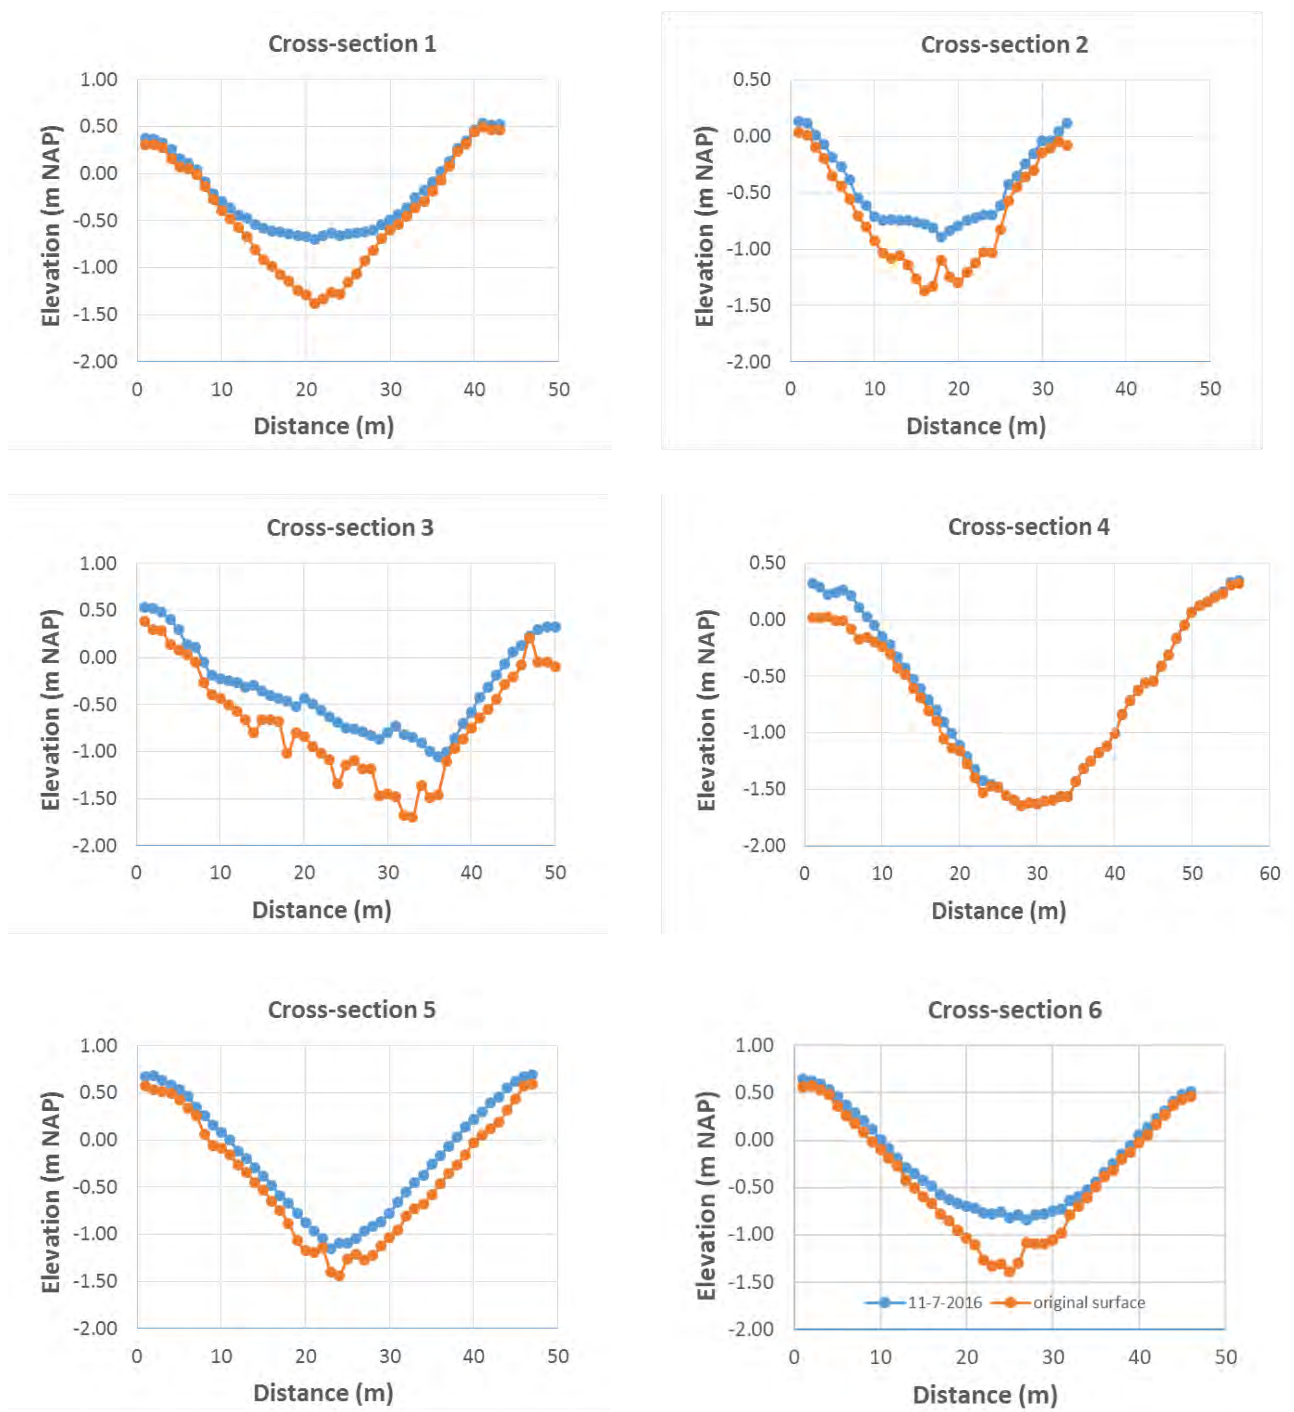 Cross-section 1
Elevation (m NAP)
1.00
0.50
0.00
-0.50
-1.00
-1.50
-2.00
0 10 20 30 40 50
Distance (m)
Cross-section 2
Elevation (m NAP)
0.50
0.00
-0.50
-1.00
-1.50
-2.00
0 10 20 30 40 50
Distance (m)
Cross-section 3
Elevation (m NAP)
1.00
0.50
0.00
-0.50
-1.00
-1.50
-2.00
0 10 20 30 40 50
Distance (m)
Cross-section 4
Elevation (m NAP)
0.50
0.00
-0.50
-1.00
-1.50
-2.00
0 10 20 30 40 50 60
Distance (m)
Cross-section 5
Elevation (m NAP)
1.00
0.50
0.00
-0.50
-1.00
-1.50
-2.00
0 10 20 30 40 50
Distance (m)
Cross-section 6
Elevation (m NAP)
1.00
0.50
0.00
-0.50
-1.00
-1.50
-2.00
11-7-2016 original surface
0 10 20 30 40 50
Distance (m)